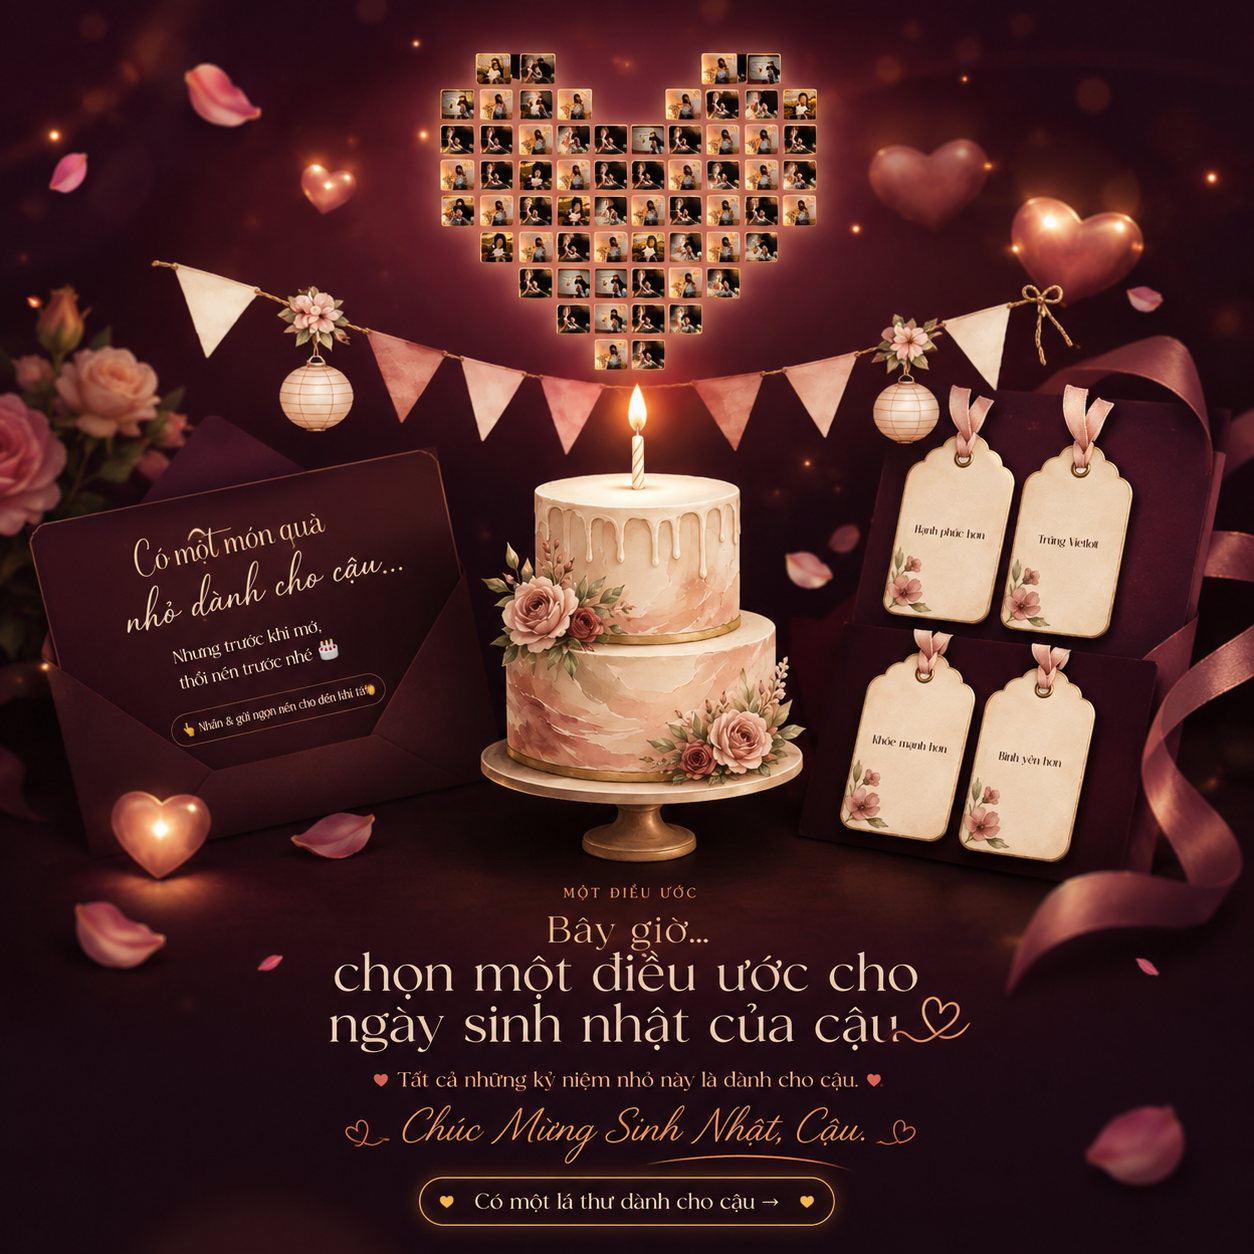 Có một món quà
nhỏ dành cho cậu...
Nhưng trước khi mở,
thổi nến trước nhé 🎂
👆 Nhấn & giữ ngọn nến cho đến khi tắt
Hạnh phúc hơn
Trúng Vietlott
Khỏe mạnh hơn
Bình yên hơn
MỘT ĐIỀU ƯỚC
Bây giờ...
chọn một điều ước cho
ngày sinh nhật của cậu
Tất cả những kỷ niệm nhỏ này là dành cho cậu.
Chúc Mừng Sinh Nhật, Cậu.
Có một lá thư dành cho cậu →